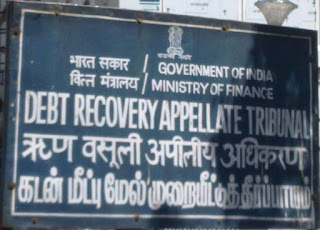 भारत सरकार / GOVERNMENT OF INDIA
वित्त मंत्रालय / MINISTRY OF FINANCE
DEBT RECOVERY APPELLATE TRIBUNAL
ऋण वसूली अपीलीय अधिकरण
கடன் மீட்பு மேல் முறையீட்டுத் தீர்ப்பாயம்